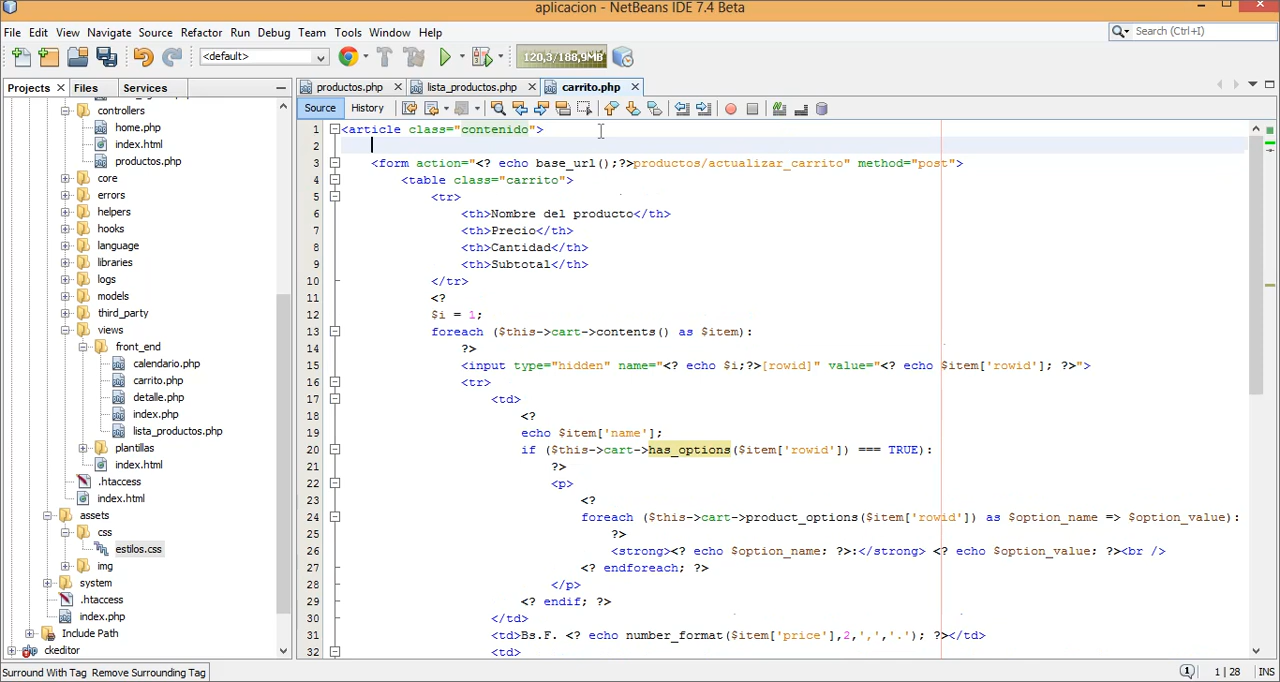 aplicacion - NetBeans IDE 7.4 Beta
File Edit View Navigate Source Refactor Run Debug Team Tools Window Help
Search (Ctrl+I)
<default>
120,3/188,9MB
Projects Files Services
productos.php lista_productos.php carrito.php
Source History
controllers
home.php
index.html
productos.php
core
errors
helpers
hooks
language
libraries
logs
models
third_party
views
front_end
calendario.php
carrito.php
detalle.php
index.php
lista_productos.php
plantillas
index.html
.htaccess
index.html
assets
css
estilos.css
img
system
.htaccess
index.php
Include Path
ckeditor
1 <article class="contenido">
2
3 <form action="<? echo base_url();?>productos/actualizar_carrito" method="post">
4 <table class="carrito">
5 <tr>
6 <th>Nombre del producto</th>
7 <th>Precio</th>
8 <th>Cantidad</th>
9 <th>Subtotal</th>
10 </tr>
11 <?
12 $i = 1;
13 foreach ($this->cart->contents() as $item):
14 ?>
15 <input type="hidden" name="<? echo $i;?>[rowid]" value="<? echo $item['rowid']; ?>">
16 <tr>
17 <td>
18 <?
19 echo $item['name'];
20 if ($this->cart->has_options($item['rowid']) === TRUE):
21 ?>
22 <p>
23 <?
24 foreach ($this->cart->product_options($item['rowid']) as $option_name => $option_value):
25 ?>
26 <strong><? echo $option_name; ?>:</strong> <? echo $option_value; ?><br />
27 <? endforeach; ?>
28 </p>
29 <? endif; ?>
30 </td>
31 <td>Bs.F. <? echo number_format($item['price'],2,',','.'); ?></td>
32 <td>
Surround With Tag Remove Surrounding Tag
1 1 | 28 INS